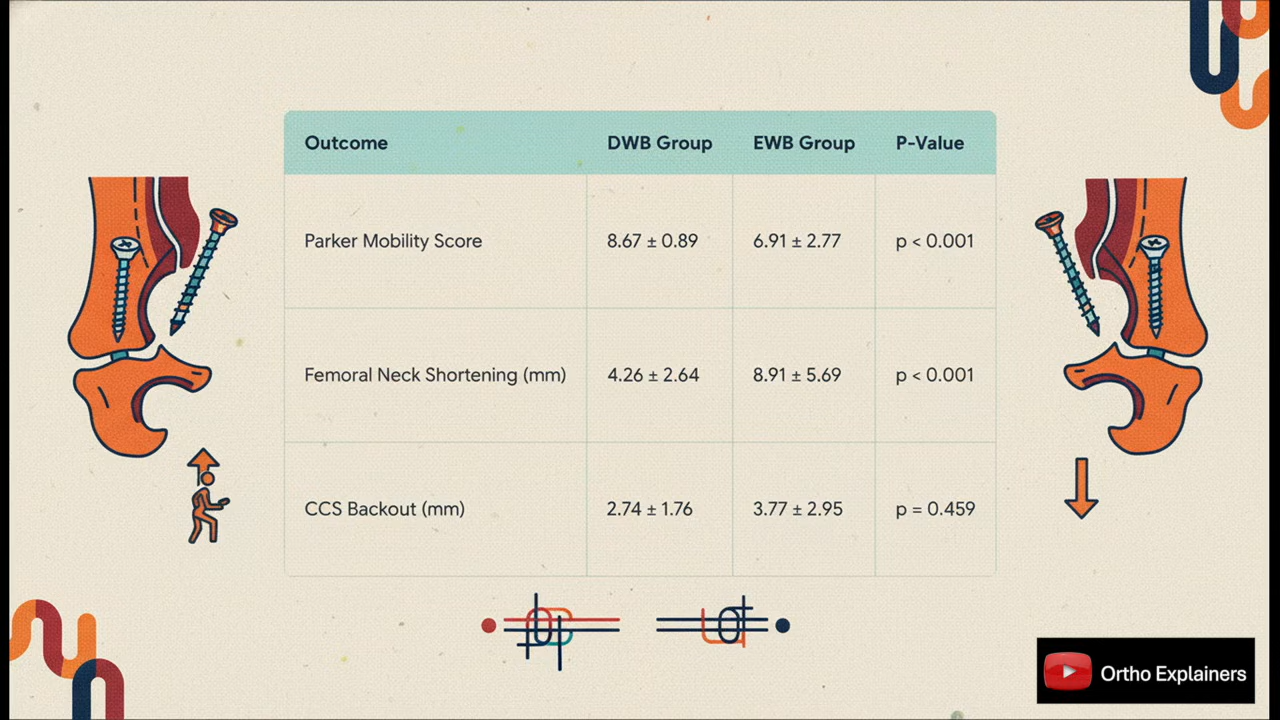 Outcome DWB Group EWB Group P-Value
Parker Mobility Score 8.67 ± 0.89 6.91 ± 2.77 p < 0.001
Femoral Neck Shortening (mm) 4.26 ± 2.64 8.91 ± 5.69 p < 0.001
CCS Backout (mm) 2.74 ± 1.76 3.77 ± 2.95 p = 0.459
Ortho Explainers